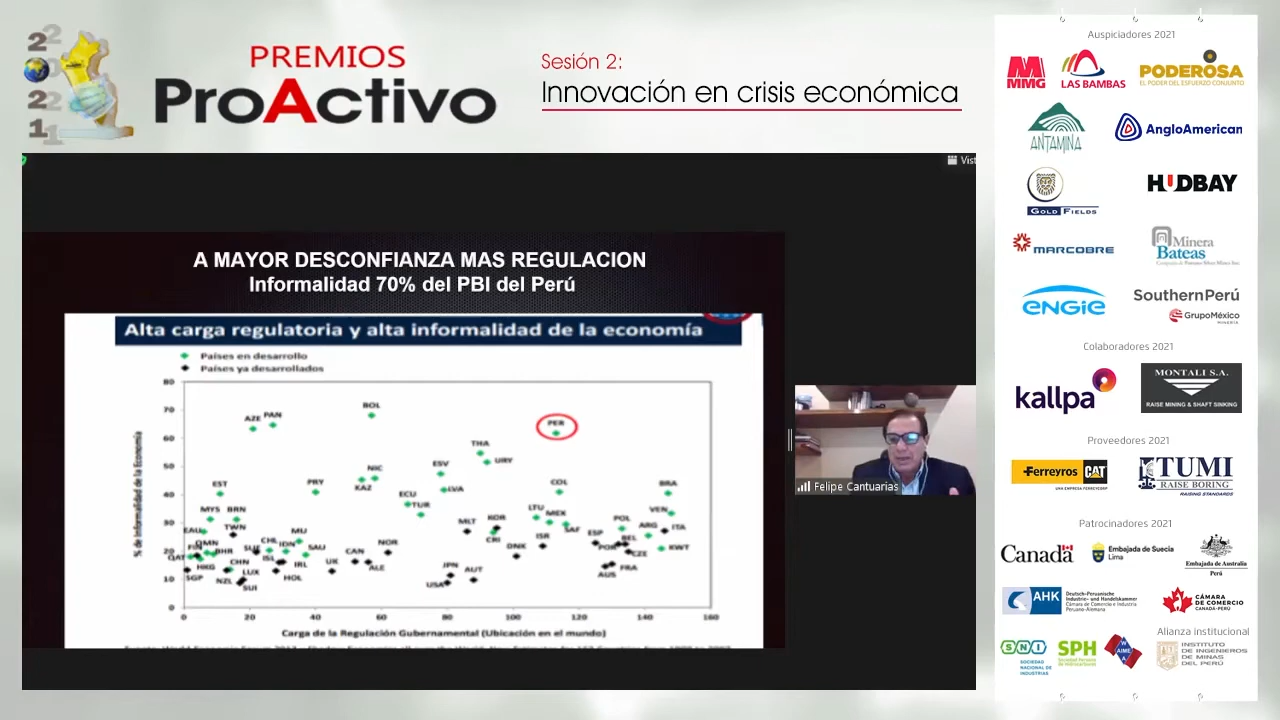 2021
PREMIOS
ProActivo
Sesión 2:
Innovación en crisis económica
Vist
A MAYOR DESCONFIANZA MAS REGULACION
Informalidad 70% del PBI del Perú
Alta carga regulatoria y alta informalidad de la economía
Países en desarrollo
Países ya desarrollados
% de Informalidad de la Economía
80
70
60
50
40
30
20
10
0
0
20
40
60
80
100
120
140
160
AZE
PAN
BOL
PER
THA
URY
ESV
LVA
NIC
KAZ
EST
PRY
COL
BRA
ECU
TUR
MYS
BRN
TWN
LTU
MEX
SAF
VEN
MLT
KOR
CRI
ISR
DNK
ESP
POL
ARG
ITA
BEL
CZE
KWT
FRA
AUS
EAU
OMN
BHR
QAT
HKG
SGP
CHN
NZL
LUX
SUI
CHL
IDN
ISL
MU
SAU
IRL
HOL
UK
CAN
ALE
NOR
JPN
USA
AUT
Carga de la Regulación Gubernamental (Ubicación en el mundo)
Felipe Cantuarias
Auspiciadores 2021
MMG
LAS BAMBAS
PODEROSA
EL PODER DEL ESFUERZO CONJUNTO
ANTAMINA
AngloAmerican
GOLD FIELDS
HUDBAY
MARCOBRE
Minera
Bateas
ENGIE
SouthernPerú
GrupoMéxico
MINERÍA
Colaboradores 2021
kallpa
MONTALI S.A.
RAISE MINING & SHAFT SINKING
Proveedores 2021
Ferreyros CAT
UNA EMPRESA FERREYCORP
TUMI
RAISE BORING
RAISING STANDARDS
Patrocinadores 2021
Canada
Embajada de Suecia
Lima
Embajada de Australia
Perú
AHK
Deutsch-Peruanische
Industrie- und Handelskammer
Cámara de Comercio e Industria
Peruano-Alemana
CÁMARA
DE COMERCIO
CANADÁ-PERÚ
Alianza institucional
SNI
SOCIEDAD
NACIONAL DE
INDUSTRIAS
SPH
Sociedad Peruana
de Hidrocarburos
INSTITUTO
DE INGENIEROS
DE MINAS
DEL PERÚ